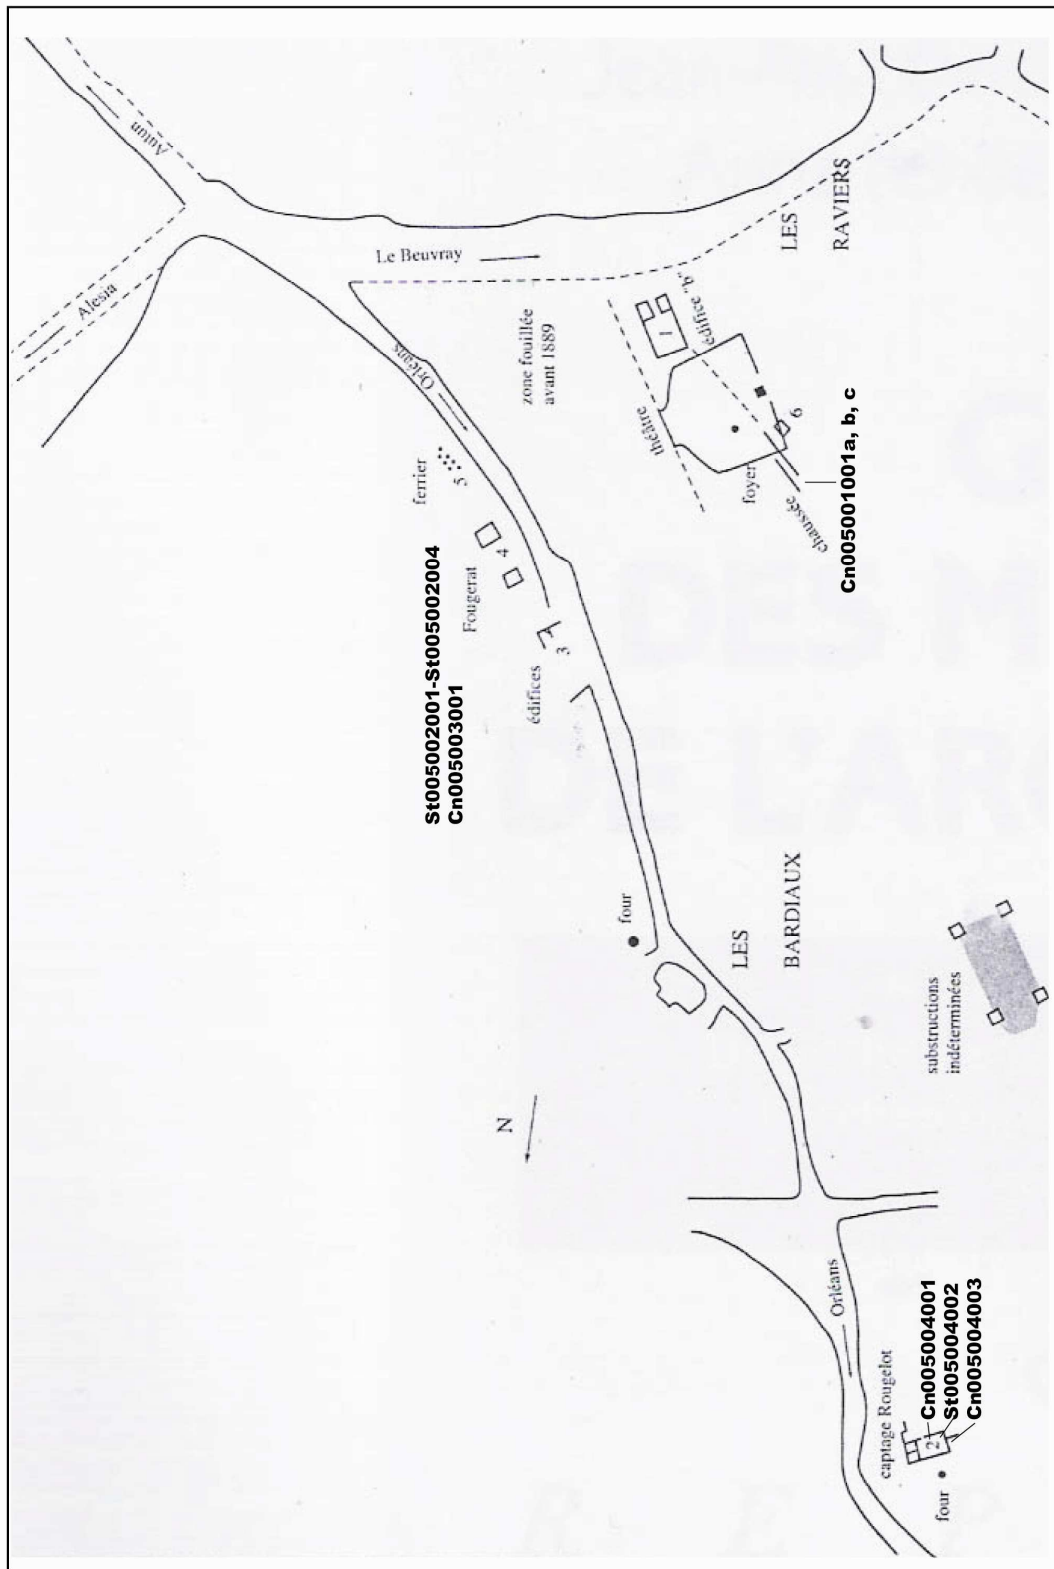 Autun
Alesia
Le Beuvray
LES
RAVIERS
Orléans
zone fouillée
avant 1889
édifice "b"
1
théâtre
6
foyer
chaussée
Cn005001001a, b, c
ferrier
5
4
Fougerat
3
édifices
St005002001-St005002004
Cn005003001
four
LES
BARDIAUX
substructions
indéterminées
N
Orléans
captage Rougelot
2
Cn005004001
St005004002
Cn005004003
four